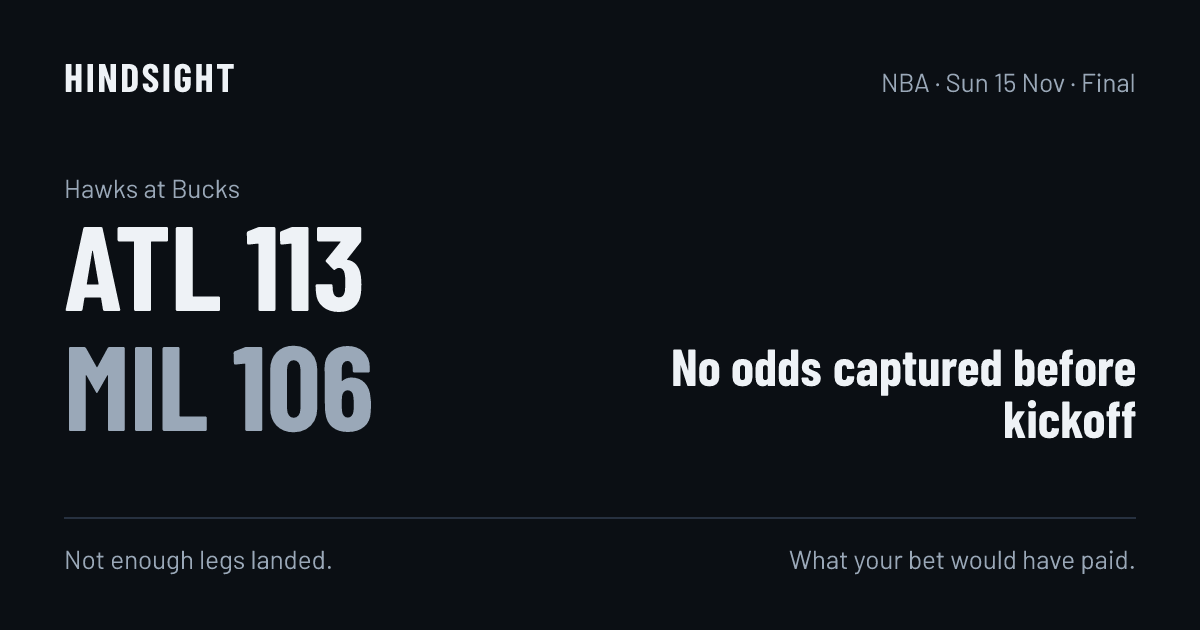 HINDSIGHT
NBA · Sun 15 Nov · Final
Hawks at Bucks
ATL 113
MIL 106
No odds captured before
kickoff
Not enough legs landed.
What your bet would have paid.